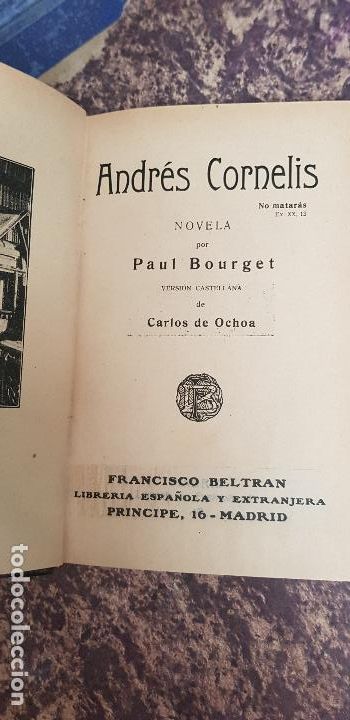 Andrés Cornelis
No matarás
Ex. XX, 13
NOVELA
por
Paul Bourget
VERSIÓN CASTELLANA
de
Carlos de Ochoa
FRANCISCO BELTRAN
LIBRERIA ESPAÑOLA Y EXTRANJERA
PRINCIPE, 16 - MADRID
todocoleccion